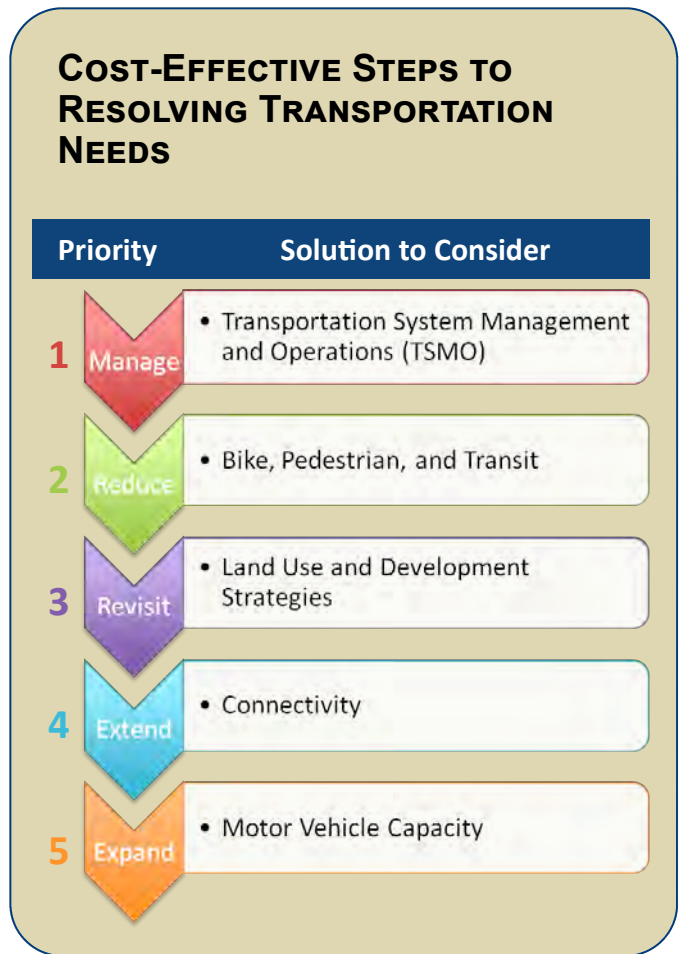 Cost-Effective Steps to
Resolving Transportation
Needs
Priority Solution to Consider
1 Manage • Transportation System Management
and Operations (TSMO)
2 Reduce • Bike, Pedestrian, and Transit
3 Revisit • Land Use and Development
Strategies
4 Extend • Connectivity
5 Expand • Motor Vehicle Capacity